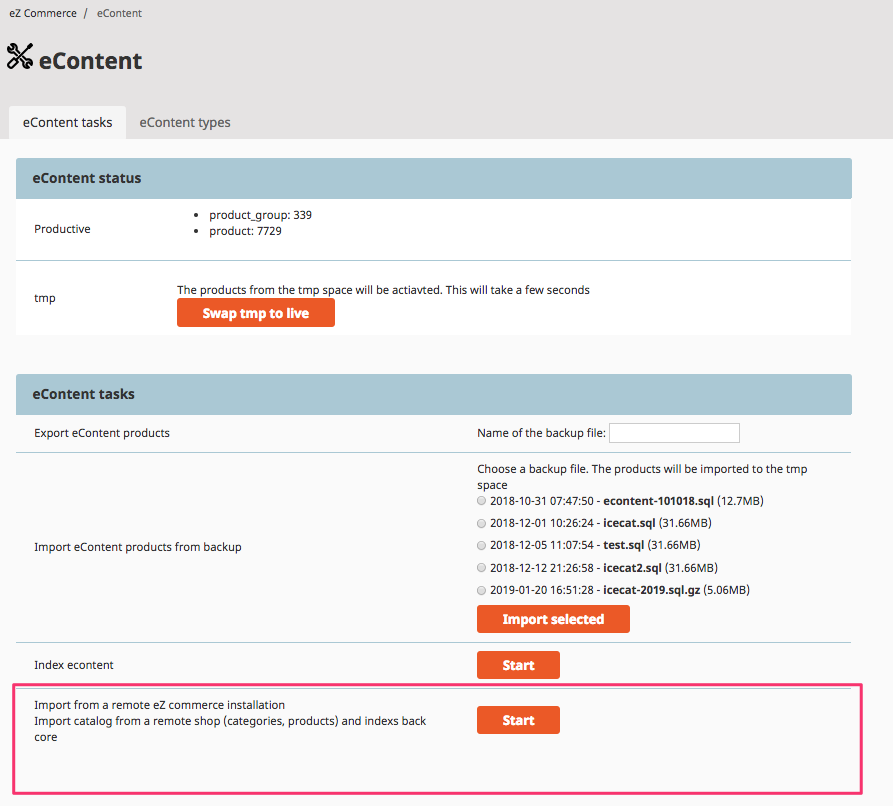 eZ Commerce / eContent
eContent
eContent tasks eContent types
eContent status
Productive
• product_group: 339
• product: 7729
tmp
The products from the tmp space will be actiavted. This will take a few seconds
Swap tmp to live
eContent tasks
Export eContent products
Name of the backup file:
Import eContent products from backup
Choose a backup file. The products will be imported to the tmp
space
2018-10-31 07:47:50 - econtent-101018.sql (12.7MB)
2018-12-01 10:26:24 - icecat.sql (31.66MB)
2018-12-05 11:07:54 - test.sql (31.66MB)
2018-12-12 21:26:58 - icecat2.sql (31.66MB)
2019-01-20 16:51:28 - icecat-2019.sql.gz (5.06MB)
Import selected
Index econtent
Start
Import from a remote eZ commerce installation
Import catalog from a remote shop (categories, products) and indexs back
core
Start